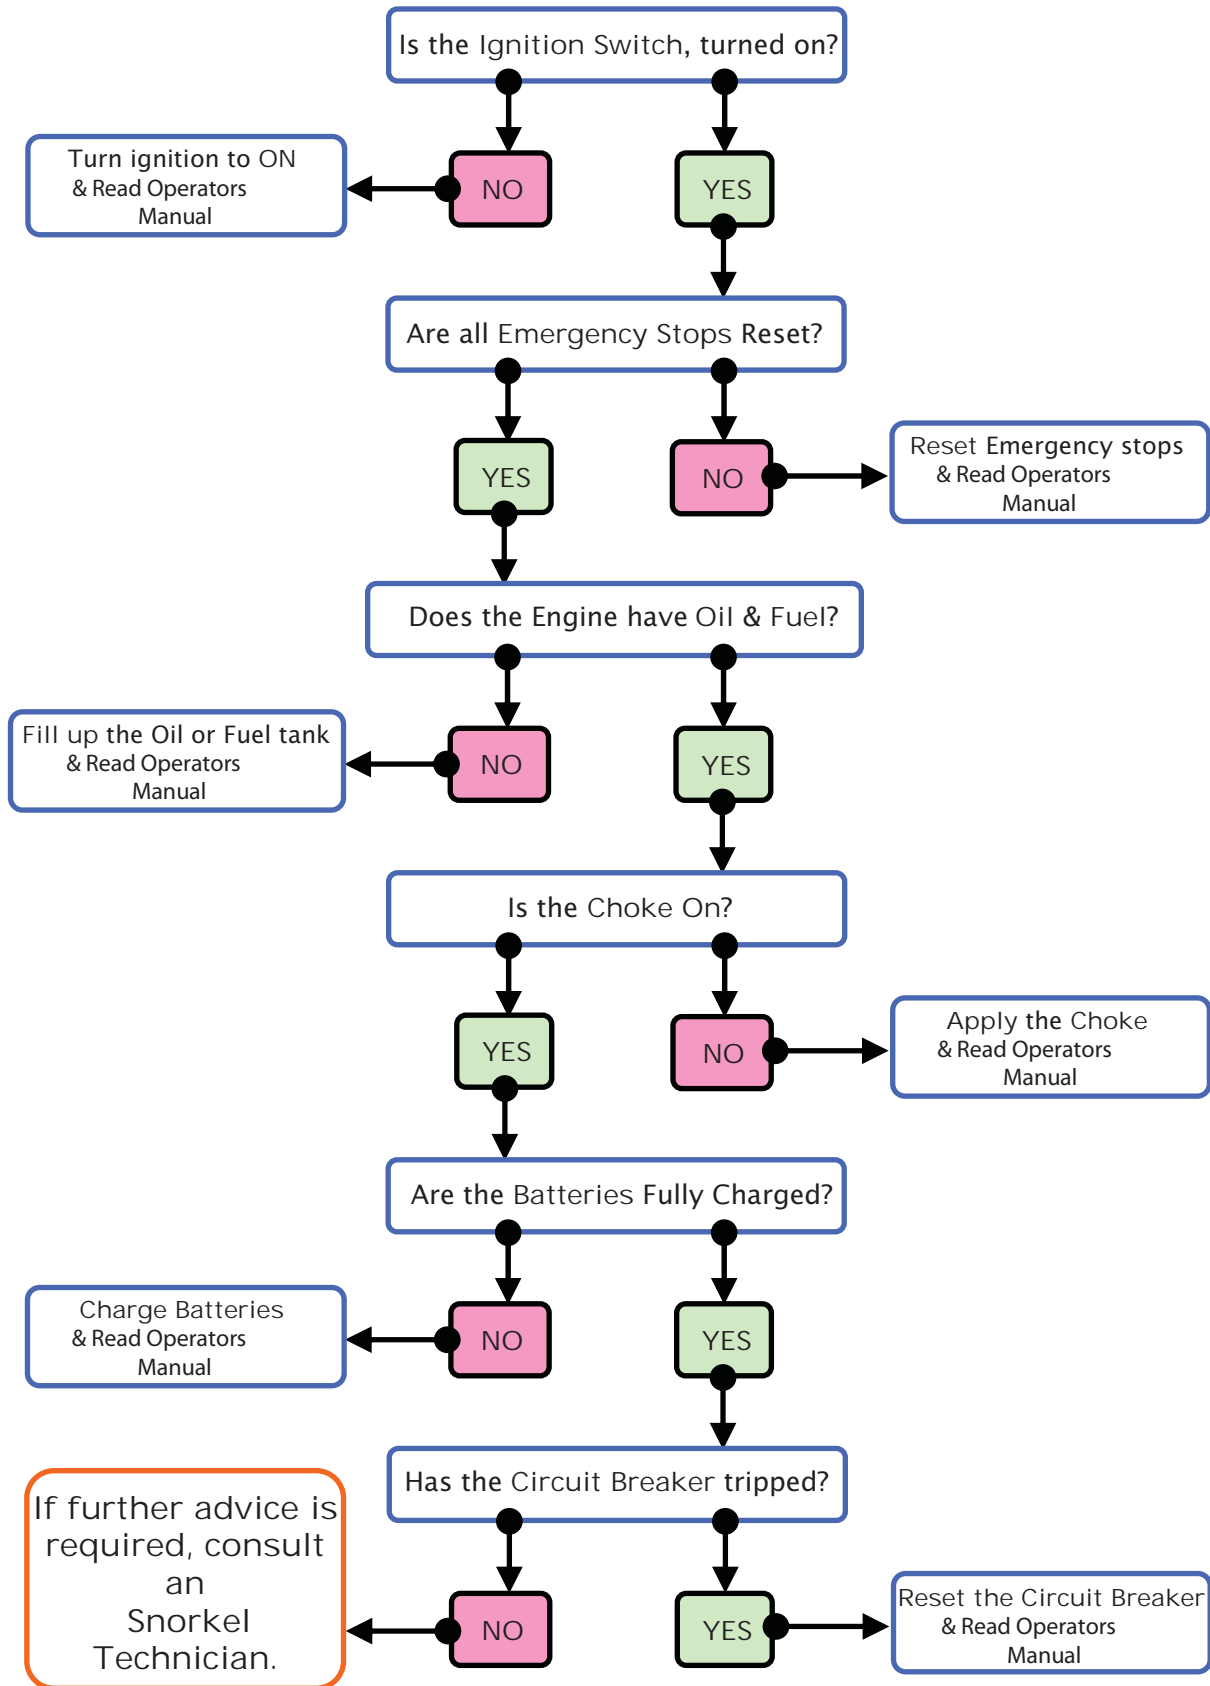 Is the Ignition Switch, turned on?
NO
YES
Turn ignition to ON
& Read Operators
Manual
Are all Emergency Stops Reset?
YES
NO
Reset Emergency stops
& Read Operators
Manual
Does the Engine have Oil & Fuel?
NO
YES
Fill up the Oil or Fuel tank
& Read Operators
Manual
Is the Choke On?
YES
NO
Apply the Choke
& Read Operators
Manual
Are the Batteries Fully Charged?
NO
YES
Charge Batteries
& Read Operators
Manual
Has the Circuit Breaker tripped?
NO
YES
If further advice is
required, consult
an
Snorkel
Technician.
Reset the Circuit Breaker
& Read Operators
Manual